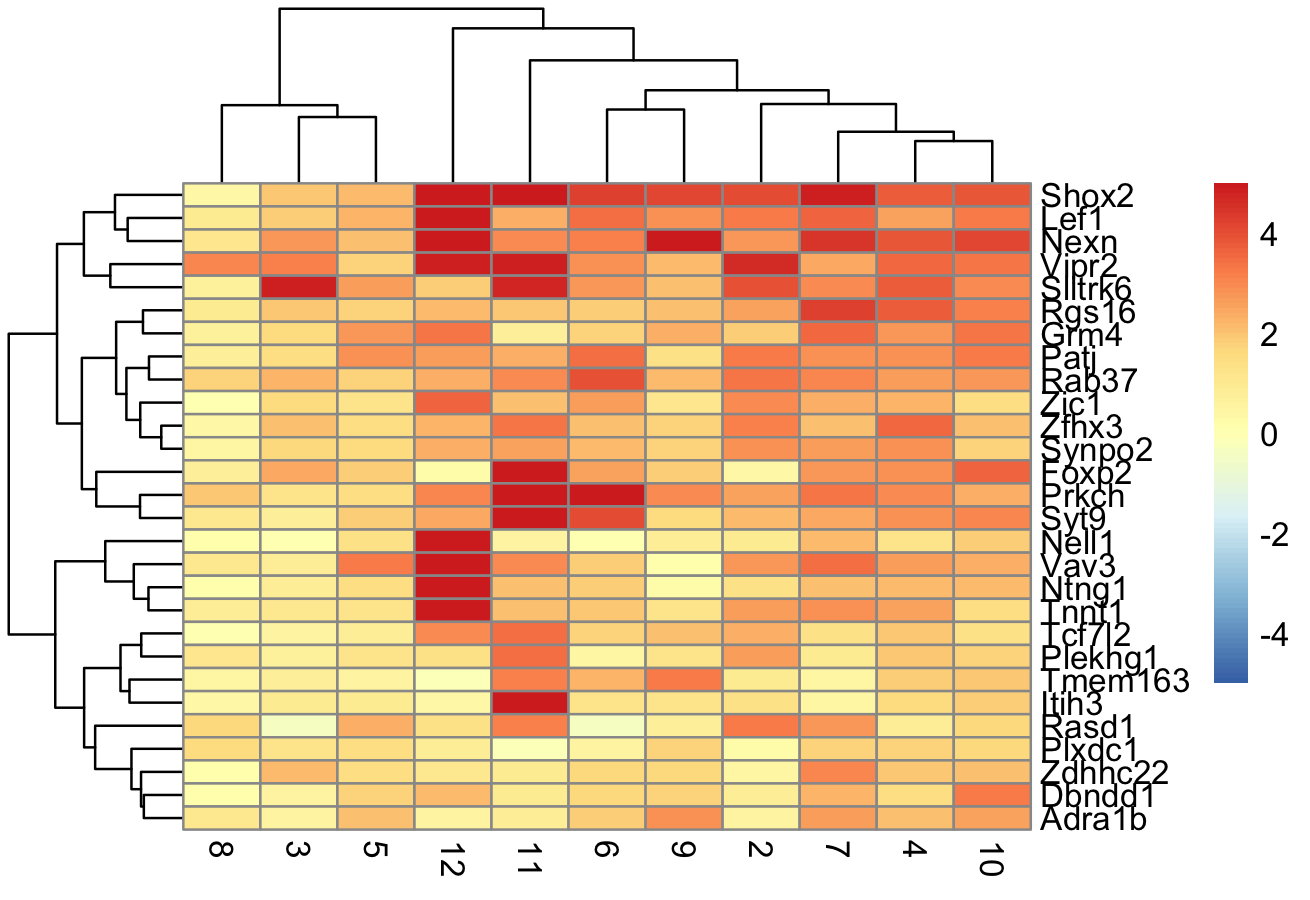 Shox2
Lef1
Nexn
Vipr2
Slitrk6
Rgs16
Grm4
Patj
Rab37
Zic1
Zfhx3
Synpo2
Foxp2
Prkch
Syt9
Nell1
Vav3
Ntng1
Tnnt1
Tcf7l2
Plekhg1
Tmem163
Itih3
Rasd1
Plxdc1
Zdhhc22
Dbndd1
Adra1b
4
2
0
-2
-4
8 3 5 12 11 6 9 2 7 4 10